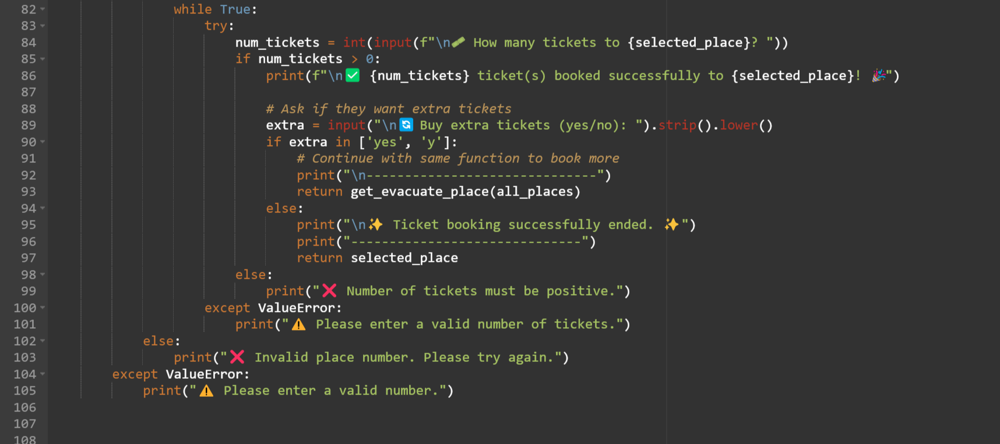 82 while True:
83 try:
84 num_tickets = int(input(f"\n🎫 How many tickets to {selected_place}? "))
85 if num_tickets > 0:
86 print(f"\n✅ {num_tickets} ticket(s) booked successfully to {selected_place}! 🎉")
87
88 # Ask if they want extra tickets
89 extra = input("\n🔄 Buy extra tickets (yes/no): ").strip().lower()
90 if extra in ['yes', 'y']:
91 # Continue with same function to book more
92 print("\n------------------------------")
93 return get_evacuate_place(all_places)
94 else:
95 print("\n✨ Ticket booking successfully ended. ✨")
96 print("------------------------------")
97 return selected_place
98 else:
99 print("❌ Number of tickets must be positive.")
100 except ValueError:
101 print("⚠️ Please enter a valid number of tickets.")
102 else:
103 print("❌ Invalid place number. Please try again.")
104 except ValueError:
105 print("⚠️ Please enter a valid number.")
106
107
108